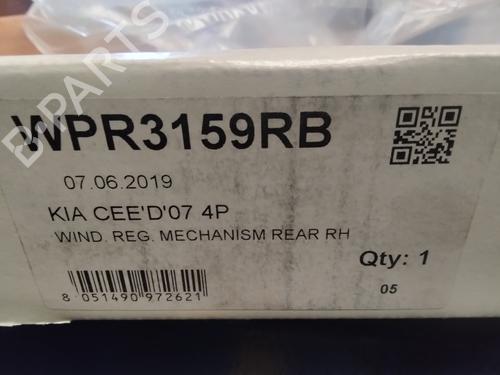 WPR3159RB
07.06.2019
KIA CEE'D'07 4P
WIND. REG. MECHANISM REAR RH
Qty: 1
8 051490 972621
05
B-PARTS